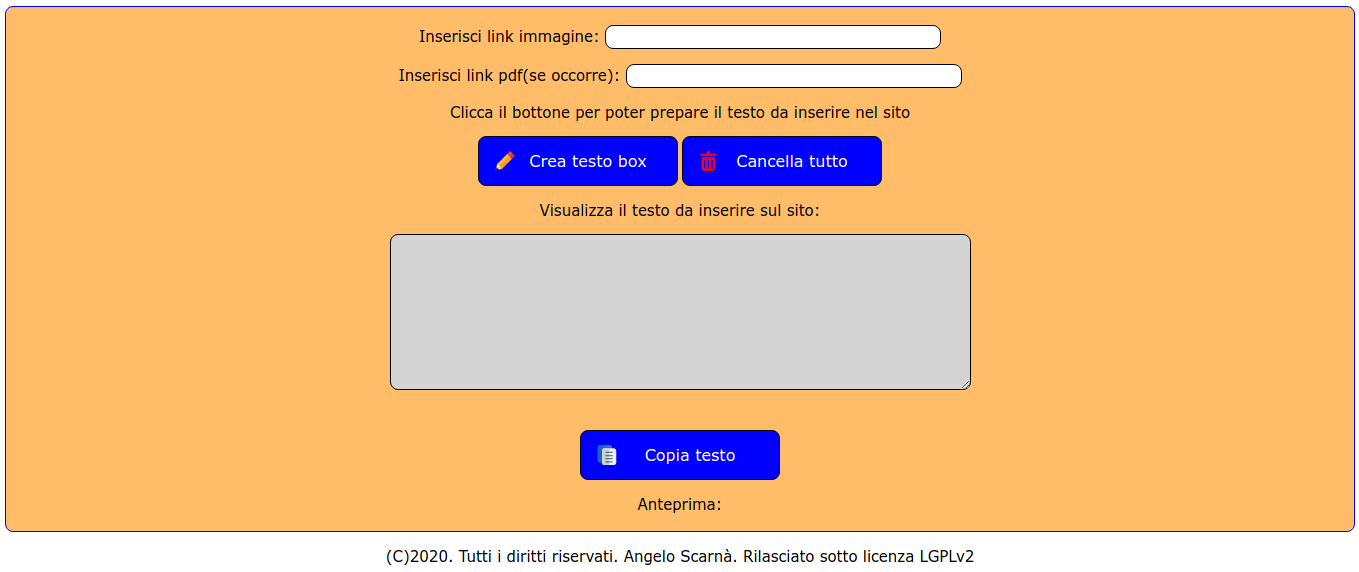 Inserisci link immagine:
Inserisci link pdf(se occorre):
Clicca il bottone per poter prepare il testo da inserire nel sito
Crea testo box Cancella tutto
Visualizza il testo da inserire sul sito:
Copia testo
Anteprima:
(C)2020. Tutti i diritti riservati. Angelo Scarnà. Rilasciato sotto licenza LGPLv2